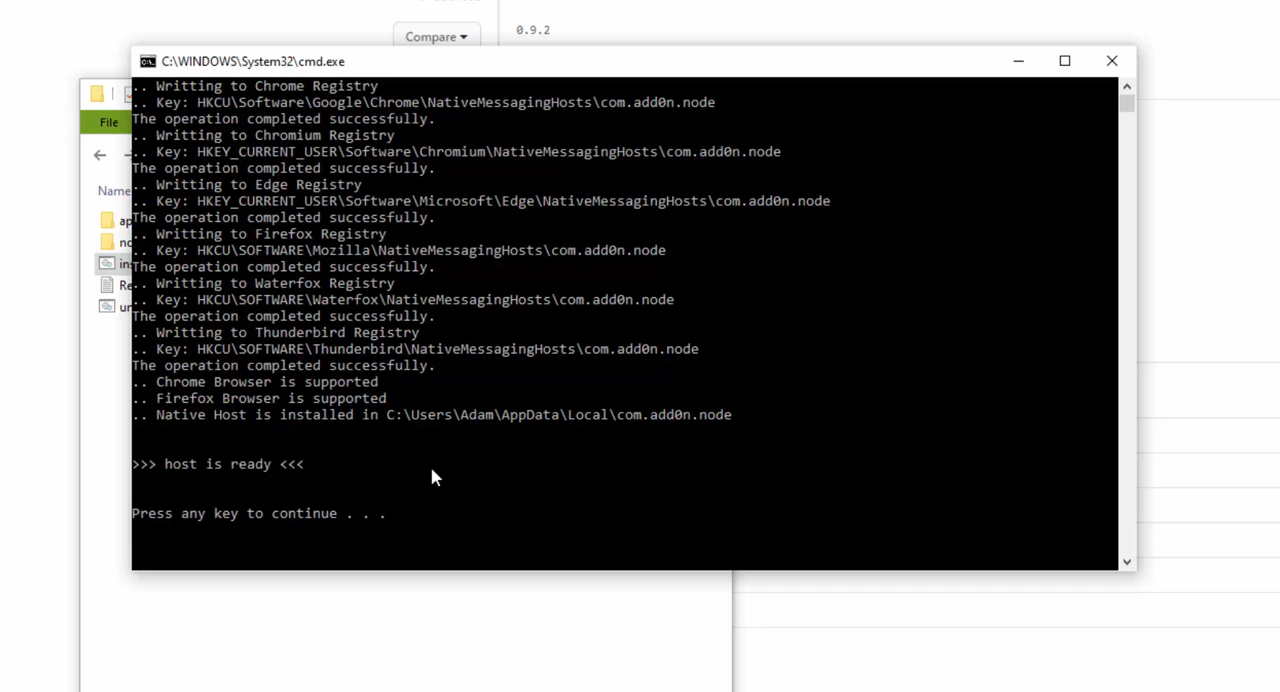 Compare
0.9.2
C:\WINDOWS\System32\cmd.exe
File
Name
.. Writting to Chrome Registry
.. Key: HKCU\Software\Google\Chrome\NativeMessagingHosts\com.add0n.node
The operation completed successfully.
.. Writting to Chromium Registry
.. Key: HKEY_CURRENT_USER\Software\Chromium\NativeMessagingHosts\com.add0n.node
The operation completed successfully.
.. Writting to Edge Registry
.. Key: HKEY_CURRENT_USER\Software\Microsoft\Edge\NativeMessagingHosts\com.add0n.node
The operation completed successfully.
.. Writting to Firefox Registry
.. Key: HKCU\SOFTWARE\Mozilla\NativeMessagingHosts\com.add0n.node
The operation completed successfully.
.. Writting to Waterfox Registry
.. Key: HKCU\SOFTWARE\Waterfox\NativeMessagingHosts\com.add0n.node
The operation completed successfully.
.. Writting to Thunderbird Registry
.. Key: HKCU\SOFTWARE\Thunderbird\NativeMessagingHosts\com.add0n.node
The operation completed successfully.
.. Chrome Browser is supported
.. Firefox Browser is supported
.. Native Host is installed in C:\Users\Adam\AppData\Local\com.add0n.node
>>> host is ready <<<
Press any key to continue . . .